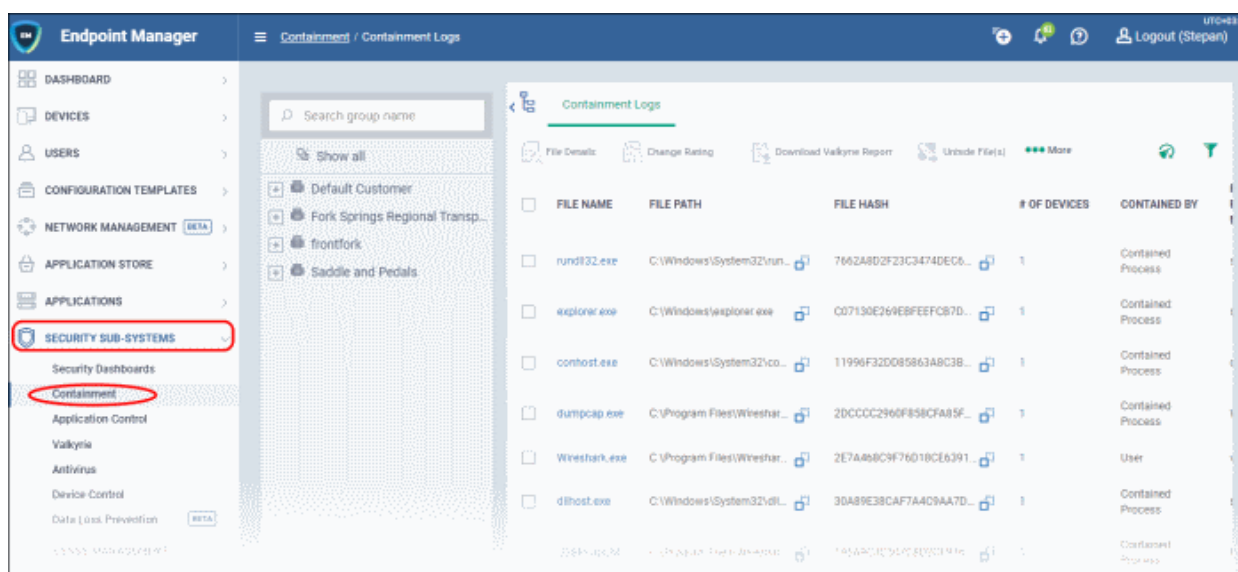 UTC+03
EM Endpoint Manager
Containment / Containment Logs
Logout (Stepan)
DASHBOARD
DEVICES
USERS
CONFIGURATION TEMPLATES
NETWORK MANAGEMENT BETA
APPLICATION STORE
APPLICATIONS
SECURITY SUB-SYSTEMS
Security Dashboards
Containment
Application Control
Valkyrie
Antivirus
Device Control
Data Loss Prevention BETA
Search group name
Show all
Default Customer
Fork Springs Regional Transp...
frontfork
Saddle and Pedals
Containment Logs
File Details Change Rating Download Valkyrie Report File(s) More
FILE NAME FILE PATH FILE HASH # OF DEVICES CONTAINED BY
rundll32.exe C:\Windows\System32\run... 7662A8D2F23C3474DEC6... 1 Contained Process
explorer.exe C:\Windows\explorer.exe C07130E269EBFEEFCB7D... 1 Contained Process
conhost.exe C:\Windows\System32\co... 11996F32DD85863A8C3B... 1 Contained Process
dumpcap.exe C:\Program Files\Wireshar... 2DCCCC2960F858CFA85F... 1 Contained Process
Wireshark.exe C:\Program Files\Wireshar... 2E7A468C9F76D18CE6391... 1 User
dllhost.exe C:\Windows\System32\dll... 30A89E38CAF7A4C9AA7D... 1 Contained Process